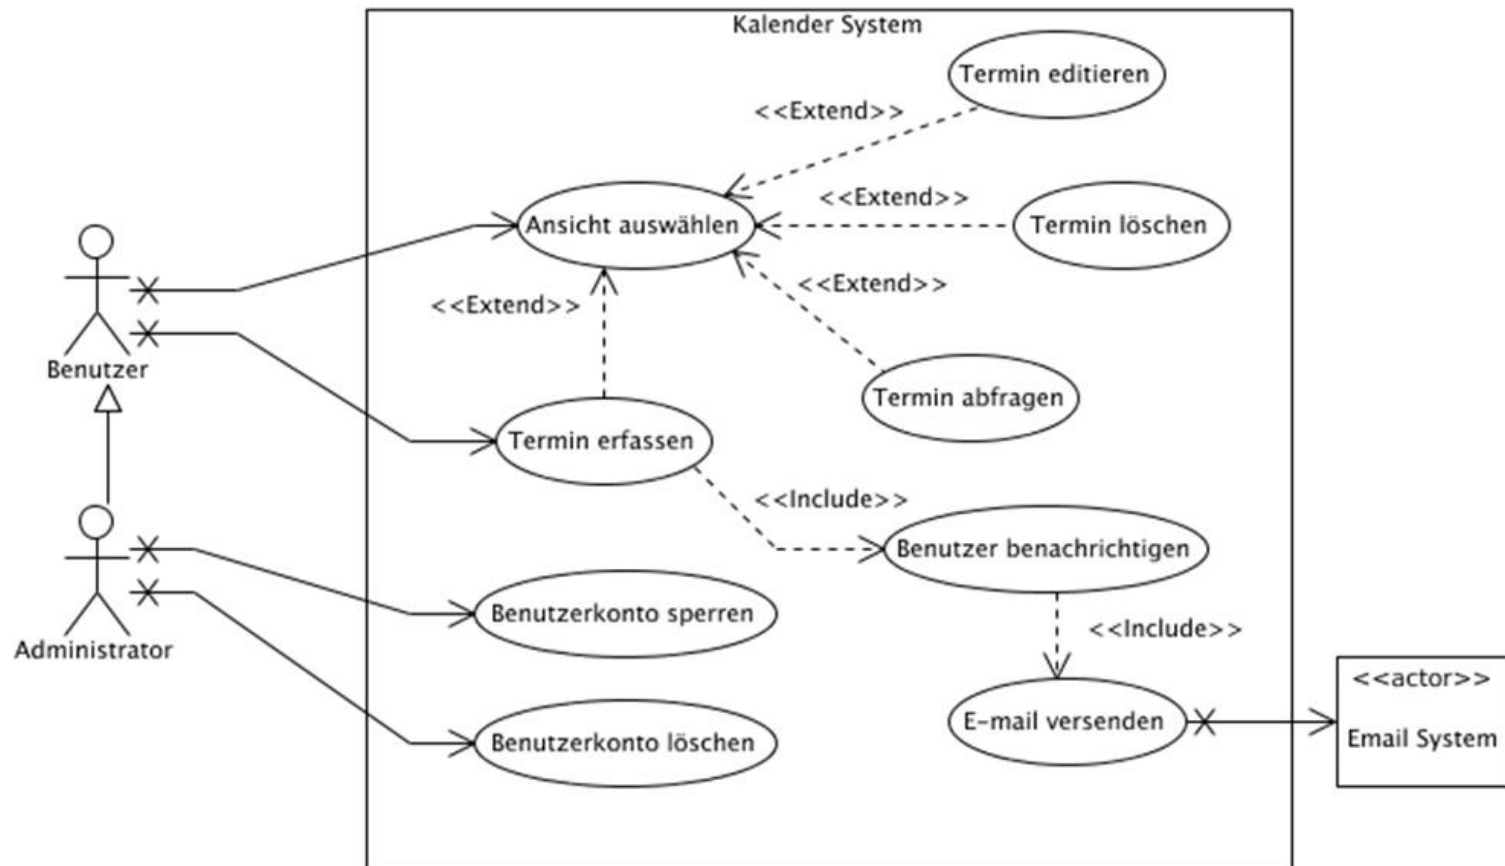 Kalender System
Termin editieren
<<Extend>>
<<Extend>>
Ansicht auswählen
Termin löschen
<<Extend>>
<<Extend>>
Benutzer
Termin abfragen
Termin erfassen
<<Include>>
Benutzer benachrichtigen
Benutzerkonto sperren
<<Include>>
Administrator
<<actor>>
E-mail versenden
Email System
Benutzerkonto löschen